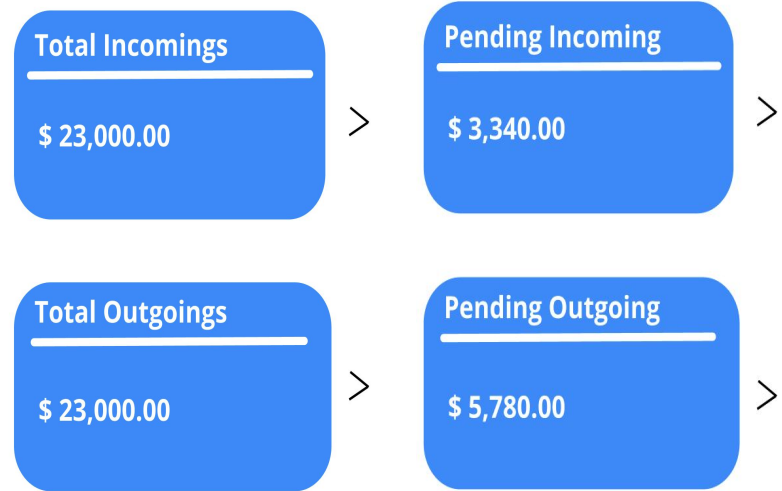 Total Incomings
$ 23,000.00
>
Pending Incoming
$ 3,340.00
>
Total Outgoings
$ 23,000.00
>
Pending Outgoing
$ 5,780.00
>